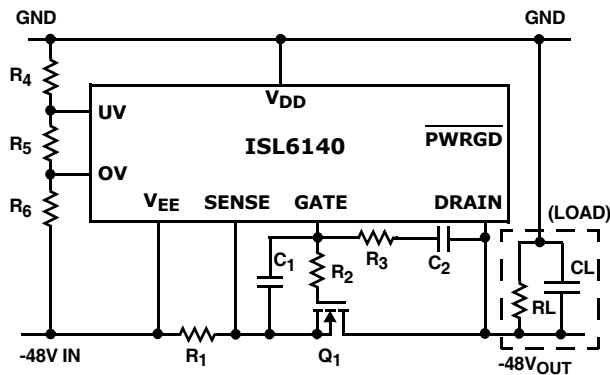 GND
GND
R4
VDD
UV
R5
ISL6140
PWRGD
OV
R6
VEE
SENSE
GATE
DRAIN
(LOAD)
C1
R2
R3
C2
CL
RL
-48V IN
R1
Q1
-48VOUT